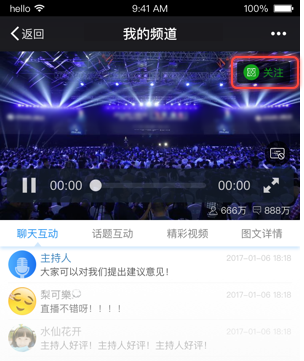 hello 9:41 AM 100%
返回 我的频道
关注
00:00 00:00
666万 888万
聊天互动 话题互动 精彩视频 图文详情
主持人 2017-01-06 18:18
大家可以对我们提出建议意见！
梨可樂 2017-01-06 18:18
直播不错呀！！！！
水仙花开 2017-01-06 18:18
主持人好评！主持人好评！主持人好评！